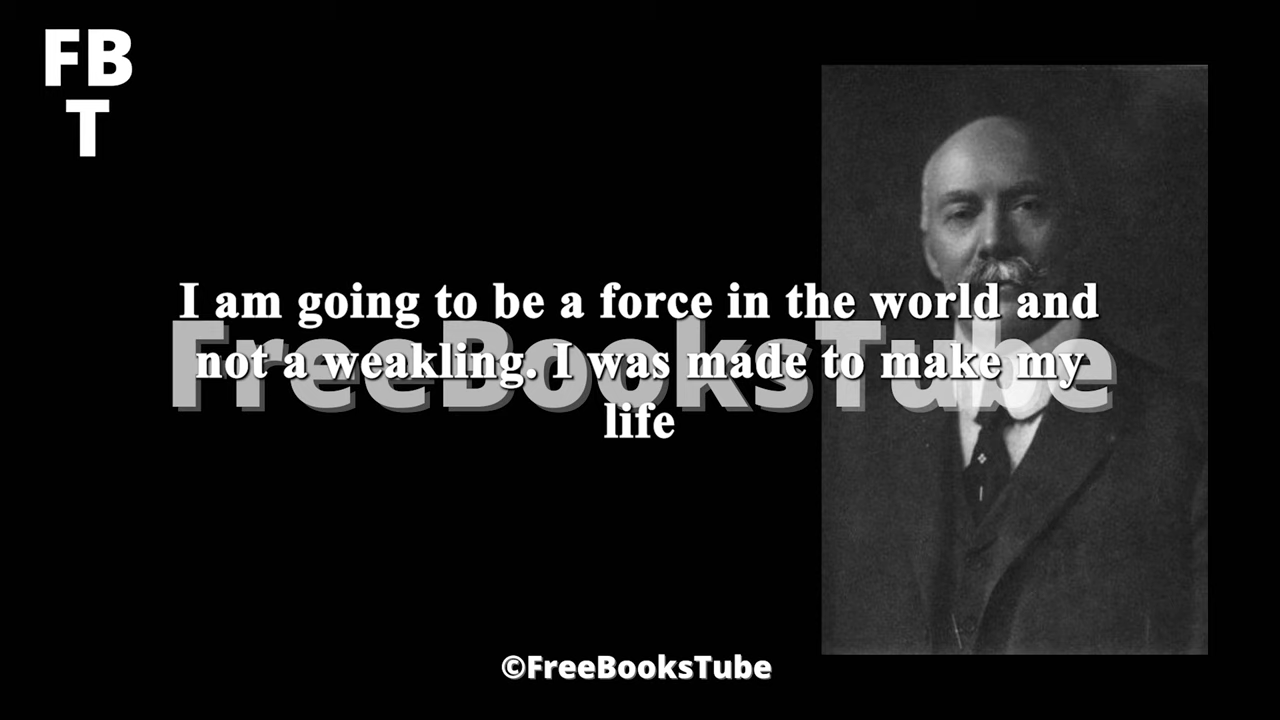 FB
T
I am going to be a force in the world and
FreeBooksTube
not a weakling. I was made to make my
life
©FreeBooksTube